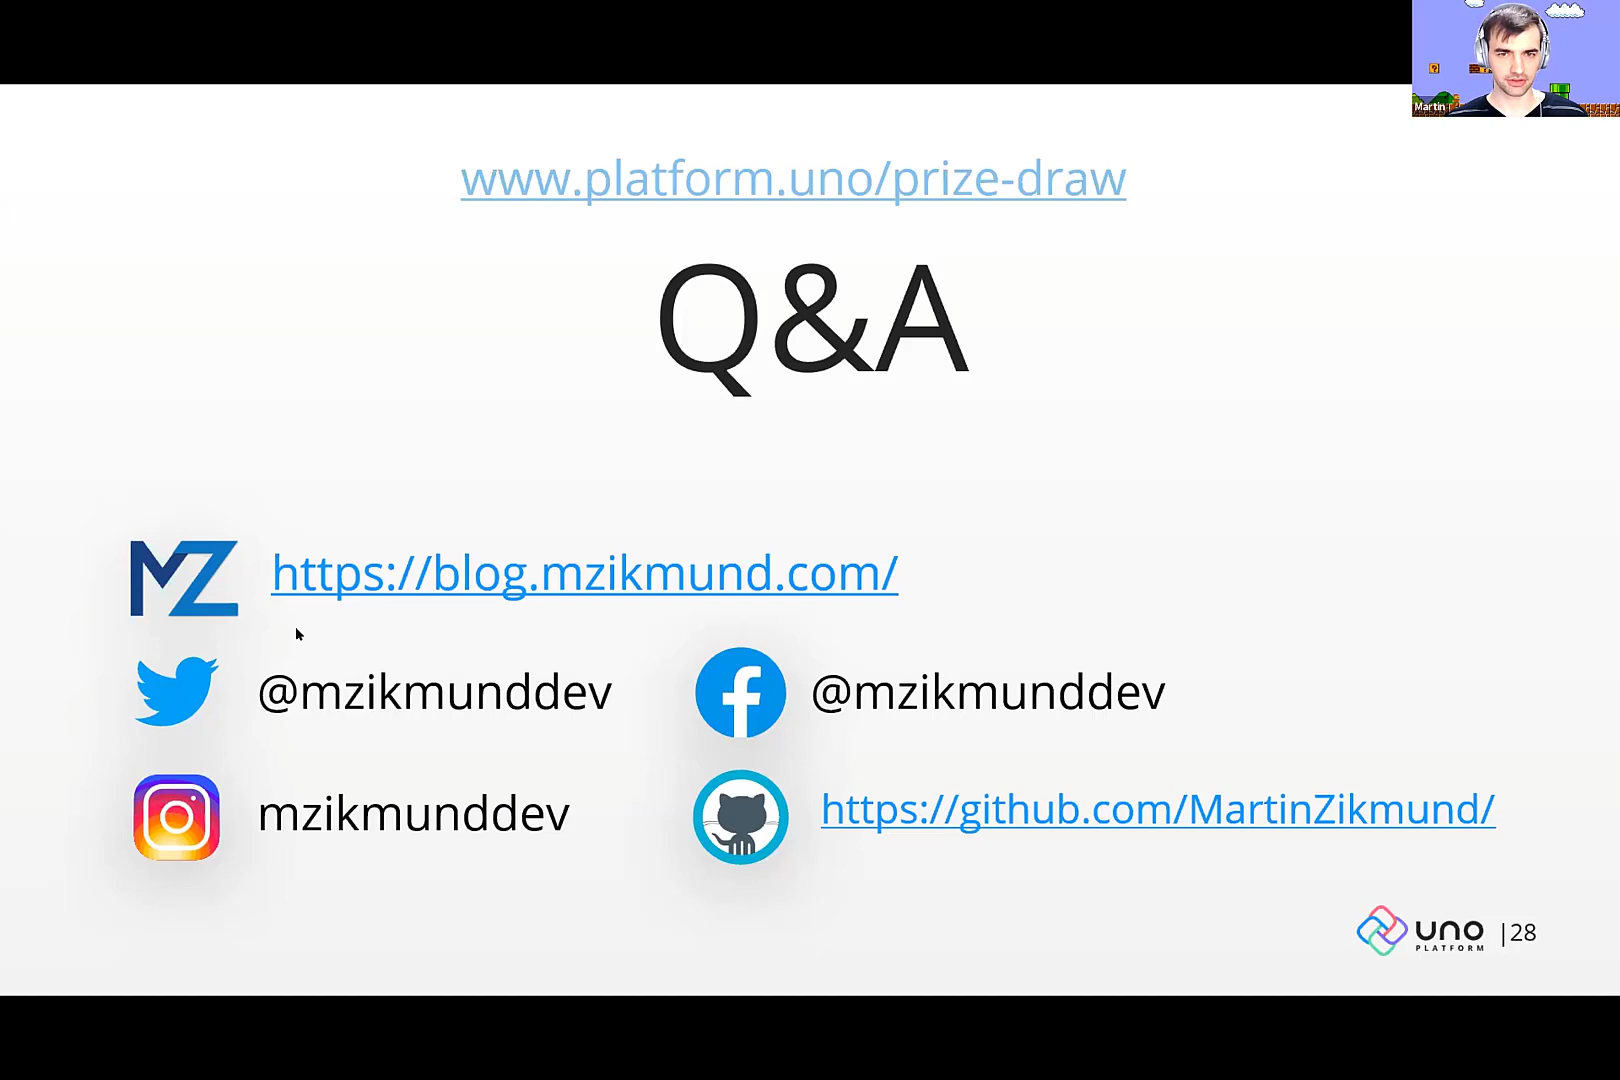 Martin
www.platform.uno/prize-draw
Q&A
MZ
https://blog.mzikmund.com/
@mzikmunddev
@mzikmunddev
mzikmunddev
https://github.com/MartinZikmund/
uno
PLATFORM
|28